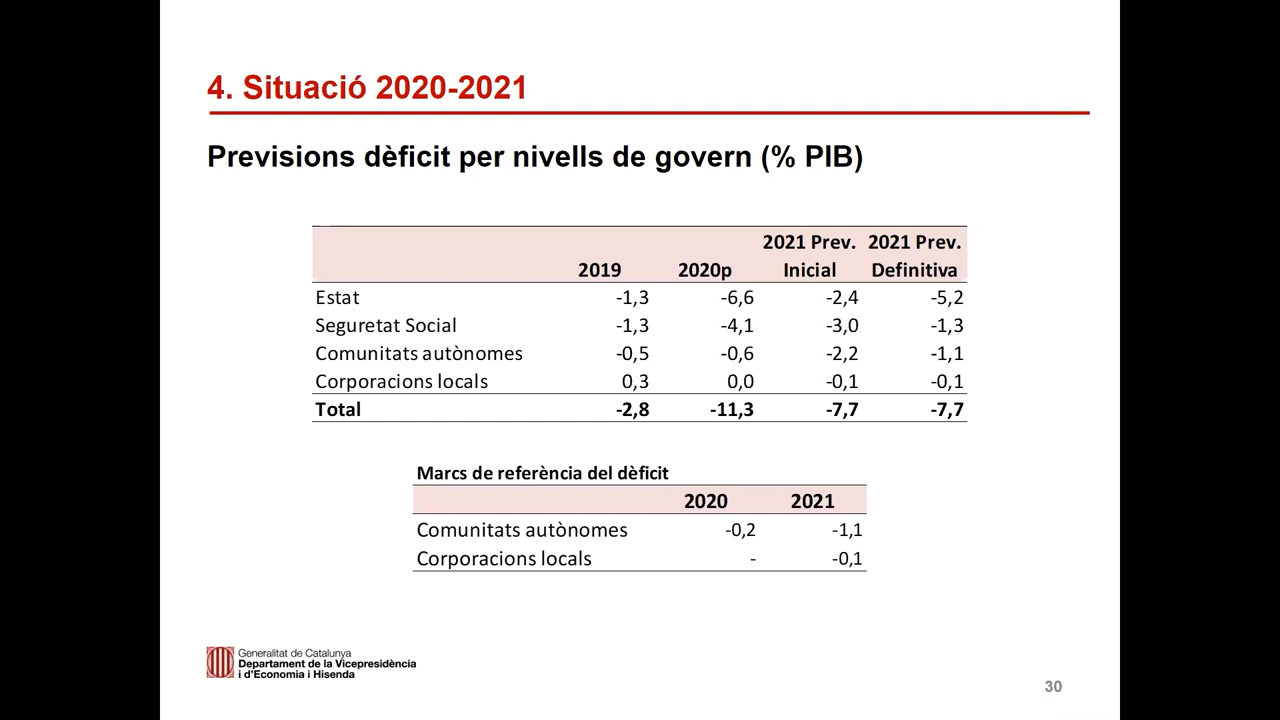 4. Situació 2020-2021
Previsions dèficit per nivells de govern (% PIB)
2021 Prev. 2021 Prev.
2019 2020p Inicial Definitiva
Estat -1,3 -6,6 -2,4 -5,2
Seguretat Social -1,3 -4,1 -3,0 -1,3
Comunitats autònomes -0,5 -0,6 -2,2 -1,1
Corporacions locals 0,3 0,0 -0,1 -0,1
Total -2,8 -11,3 -7,7 -7,7
Marcs de referència del dèficit
2020 2021
Comunitats autònomes -0,2 -1,1
Corporacions locals - -0,1
Generalitat de Catalunya
Departament de la Vicepresidència
i d'Economia i Hisenda
30